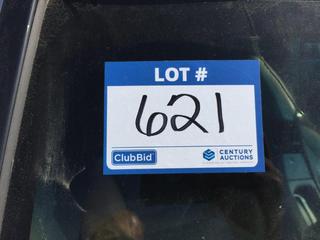 LOT #
621
ClubBid
CENTURY
AUCTIONS